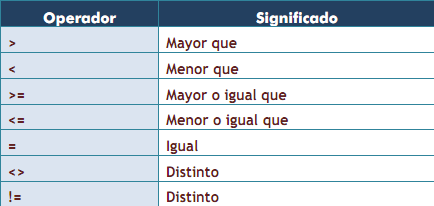 Operador Significado
> Mayor que
< Menor que
>= Mayor o igual que
<= Menor o igual que
= Igual
<> Distinto
!= Distinto